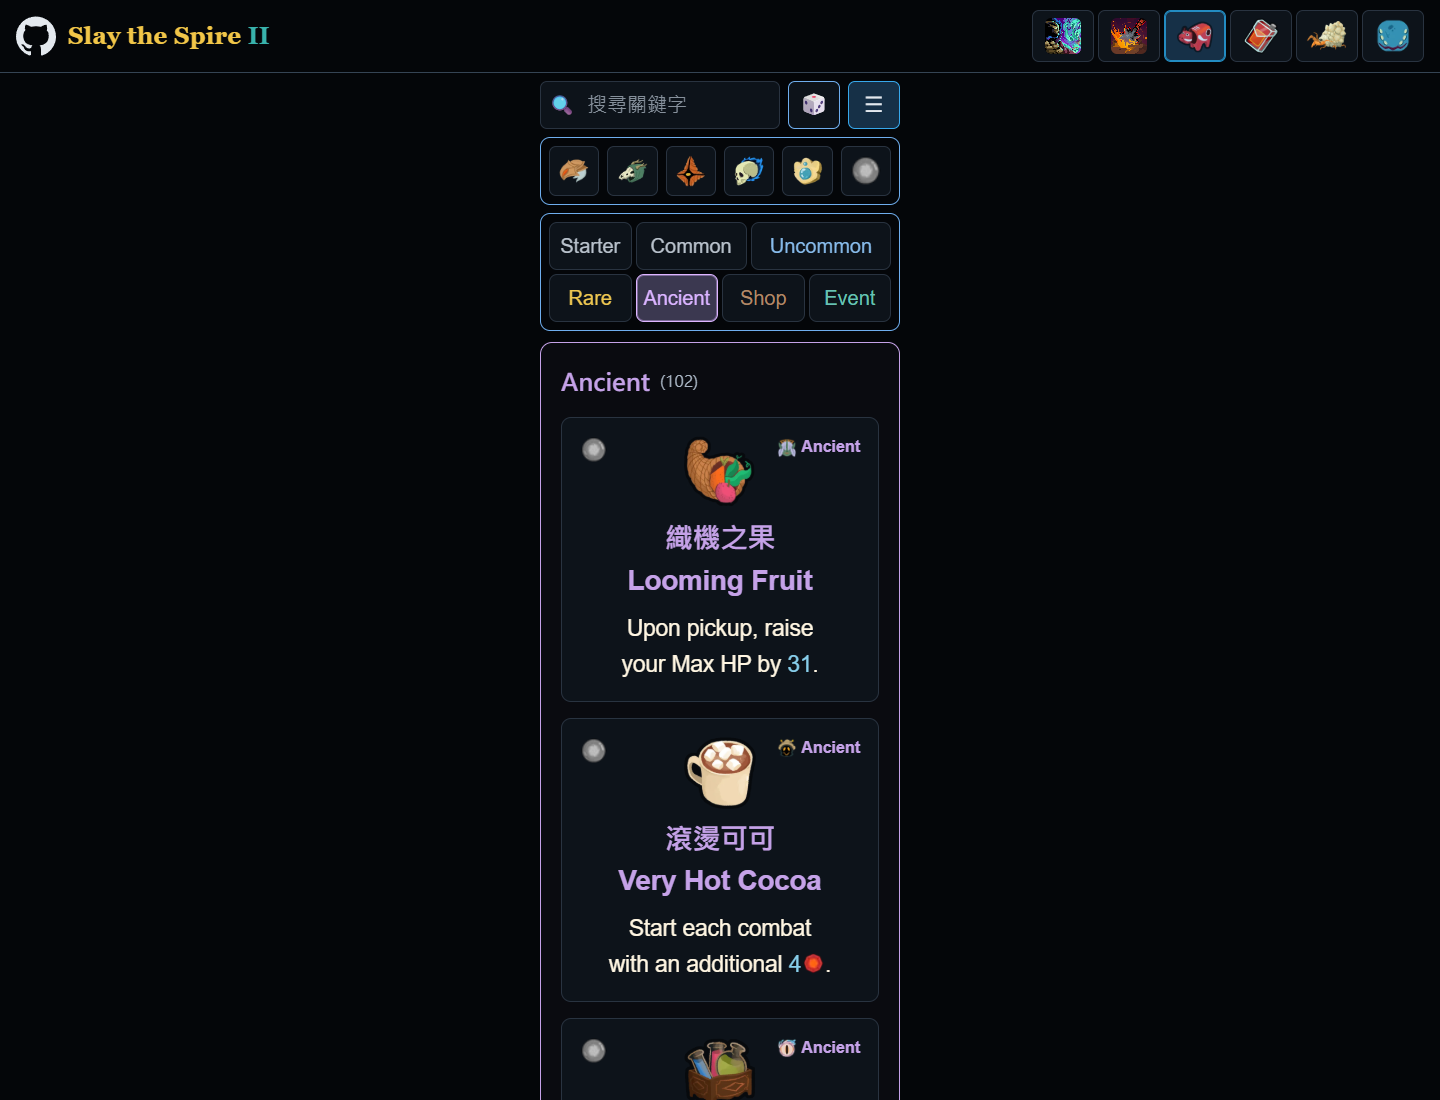 Slay the Spire II
搜尋關鍵字
Starter
Common
Uncommon
Rare
Ancient
Shop
Event
Ancient (102)
Ancient
織機之果
Looming Fruit
Upon pickup, raise
your Max HP by 31.
Ancient
滾燙可可
Very Hot Cocoa
Start each combat
with an additional 4.
Ancient